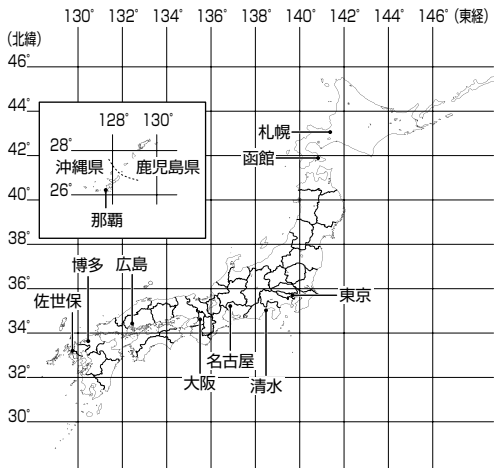 130° 132° 134° 136° 138° 140° 142° 144° 146°(東経)
(北緯)
46°
44°
42°
40°
38°
36°
34°
32°
30°
128° 130°
28°
沖縄県 鹿児島県
26°
那覇
札幌
函館
博多 広島
佐世保
東京
名古屋
大阪 清水